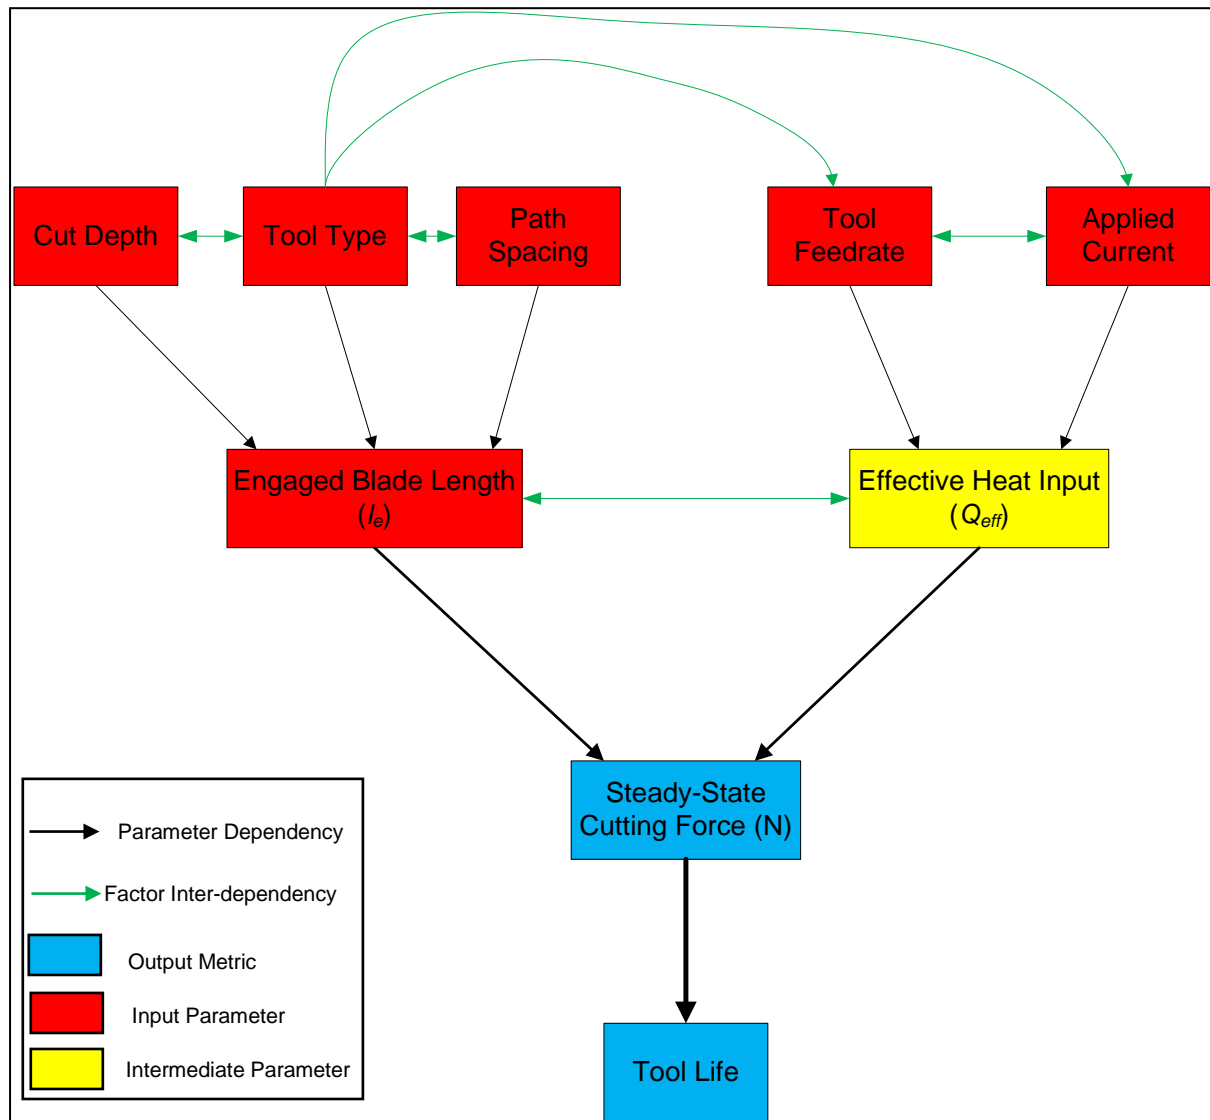 Cut Depth
Tool Type
Path
Spacing
Tool
Feedrate
Applied
Current
Engaged Blade Length
(lₑ)
Effective Heat Input
(Qeff)
Steady-State
Cutting Force (N)
Tool Life
Parameter Dependency
Factor Inter-dependency
Output Metric
Input Parameter
Intermediate Parameter